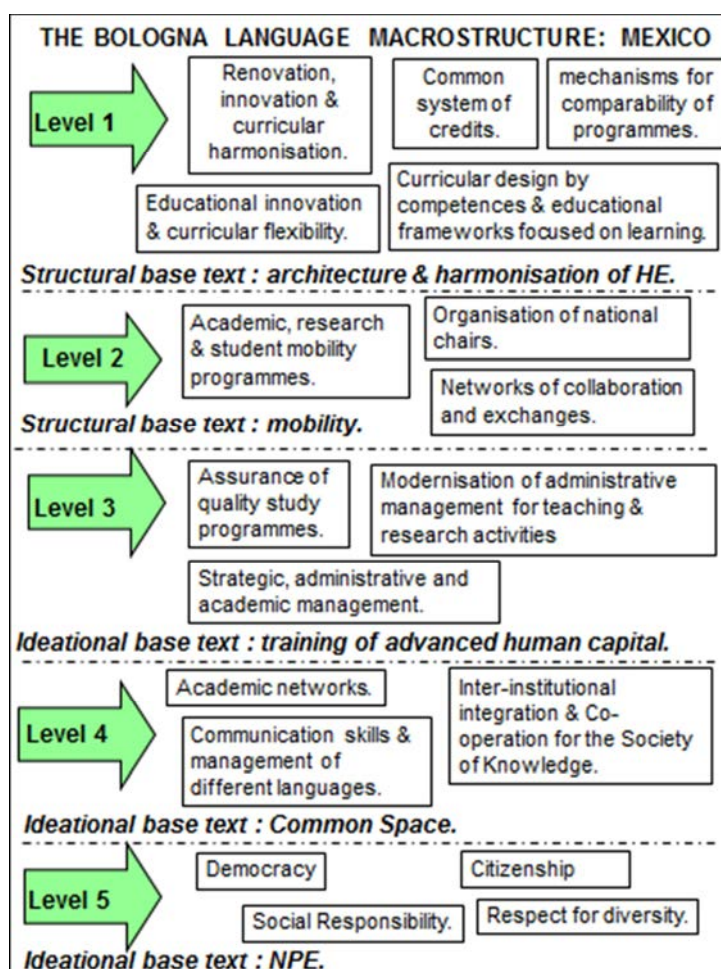 THE BOLOGNA LANGUAGE MACROSTRUCTURE: MEXICO
Level 1
Renovation,
innovation &
curricular
harmonisation.
Common
system of
credits.
mechanisms for
comparability of
programmes.
Educational innovation
& curricular flexibility.
Curricular design by
competences & educational
frameworks focused on learning.
Structural base text : architecture & harmonisation of HE.
Level 2
Academic, research
& student mobility
programmes.
Organisation of national
chairs.
Networks of collaboration
and exchanges.
Structural base text : mobility.
Level 3
Assurance of
quality study
programmes.
Modernisation of administrative
management for teaching &
research activities
Strategic, administrative and
academic management.
Ideational base text : training of advanced human capital.
Level 4
Academic networks.
Communication skills &
management of
different languages.
Inter-institutional
integration & Co-
operation for the Society
of Knowledge.
Ideational base text : Common Space.
Level 5
Democracy
Citizenship
Social Responsibility.
Respect for diversity.
Ideational base text : NPE.